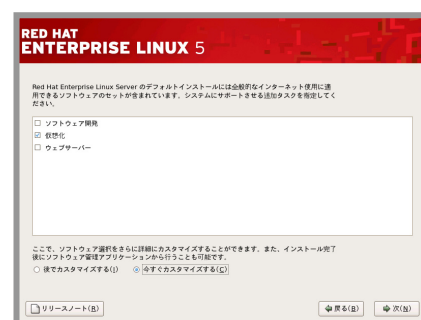 RED HAT
ENTERPRISE LINUX 5
Red Hat Enterprise Linux Server のデフォルトインストールには全般的なインターネット使用に適
用できるソフトウェアのセットが含まれています。システムにサポートさせる追加タスクを指定してく
ださい。
ソフトウェア開発
仮想化
ウェブサーバー
ここで、ソフトウェア選択をさらに詳細にカスタマイズすることができます。また、インストール完了
後にソフトウェア管理アプリケーションから行うことも可能です。
後でカスタマイズする(l) 今すぐカスタマイズする(C)
リリースノート(R) 戻る(B) 次(N)